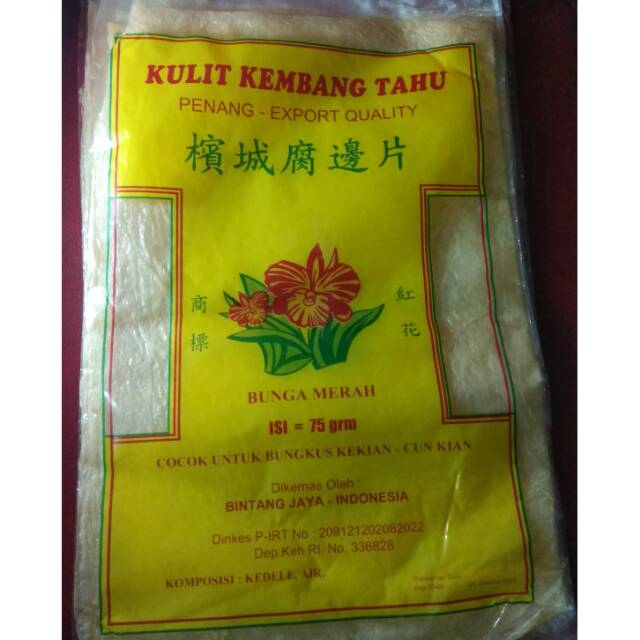 KULIT KEMBANG TAHU
PENANG - EXPORT QUALITY
檳城腐邊片
商標
紅花
BUNGA MERAH
ISI = 75 grm
COCOK UNTUK BUNGKUS KEKIAN - CUN KIAN
Dikemas Oleh :
BINTANG JAYA - INDONESIA
Dinkes P-IRT No . 209121202082022
Dep.Keh RI. No. 336828
KOMPOSISI : KEDELE, AIR.